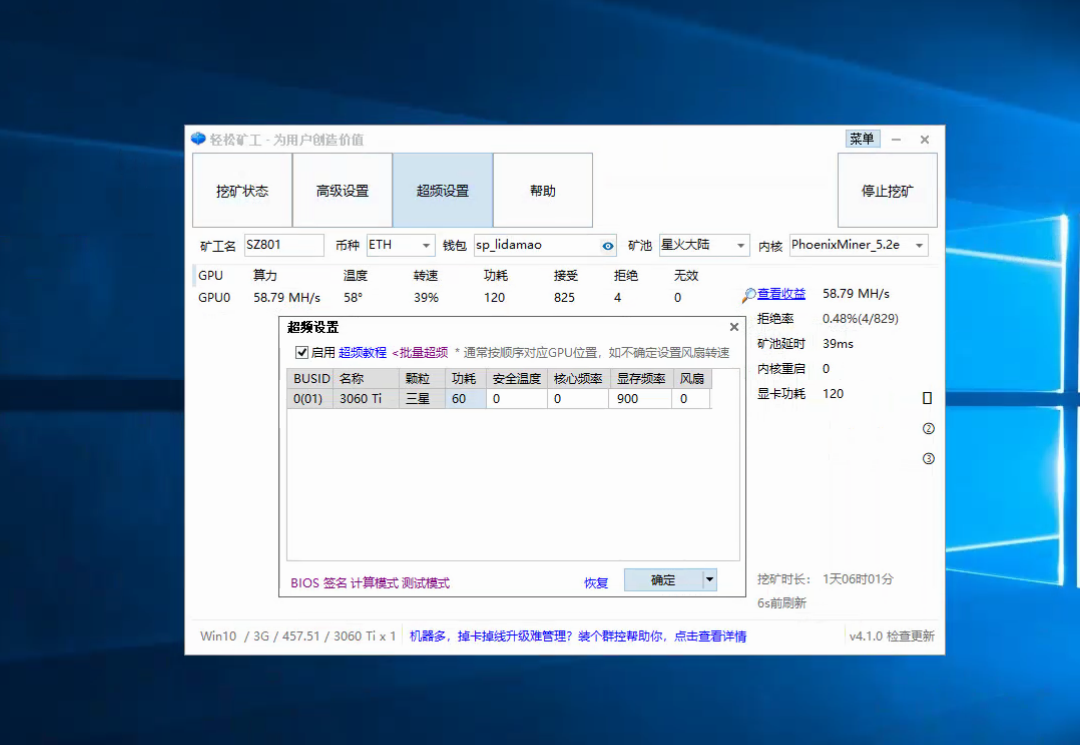 轻松矿工 - 为用户创造价值 菜单
挖矿状态 高级设置 超频设置 帮助 停止挖矿
矿工名 SZ801 币种 ETH 钱包 sp_lidamao 矿池 星火大陆 内核 PhoenixMiner_5.2e
GPU 算力 温度 转速 功耗 接受 拒绝 无效
GPU0 58.79 MH/s 58° 39% 120 825 4 0
查看收益 58.79 MH/s
拒绝率 0.48%(4/829)
矿池延时 39ms
内核重启 0
显卡功耗 120
②
③
超频设置
启用 超频教程 <批量超频 * 通常按顺序对应GPU位置，如不确定设置风扇转速
BUSID 名称 颗粒 功耗 安全温度 核心频率 显存频率 风扇
0(01) 3060 Ti 三星 60 0 0 900 0
BIOS 签名 计算模式 测试模式 恢复 确定
挖矿时长： 1天06时01分
6s前刷新
Win10 / 3G / 457.51 / 3060 Ti x 1 机器多，掉卡掉线升级难管理？装个群控帮助你，点击查看详情 v4.1.0 检查更新